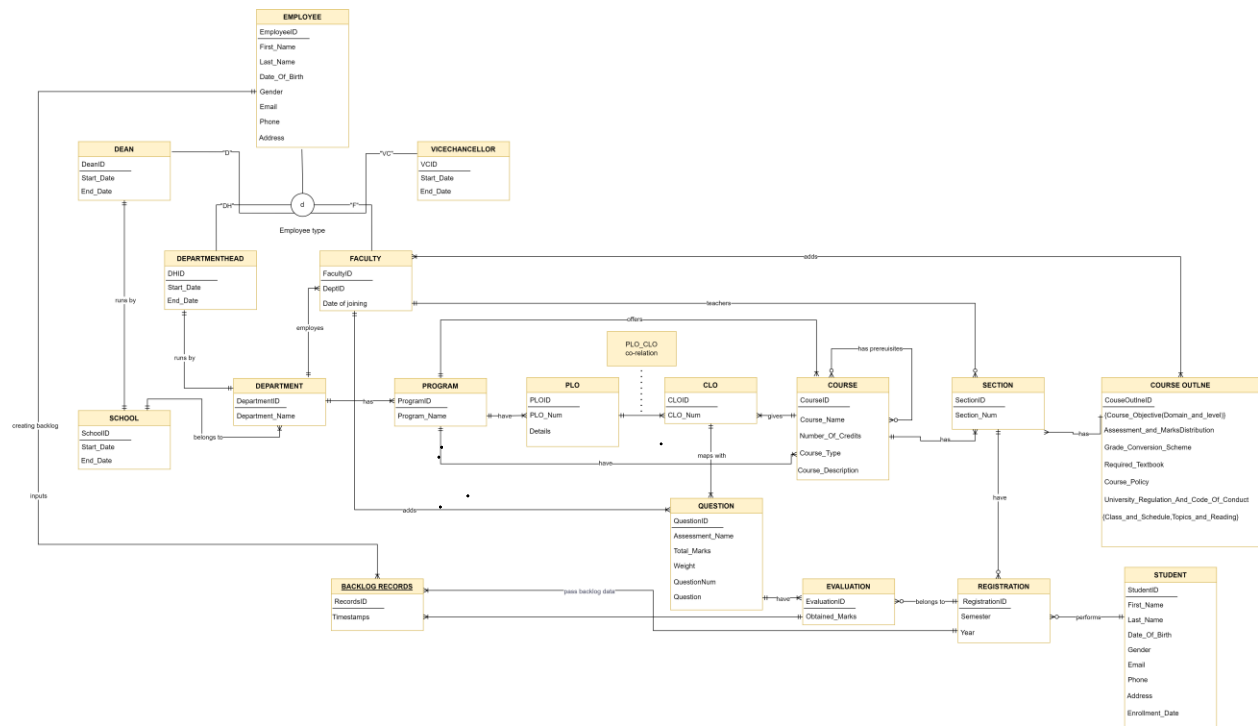 EMPLOYEE
EmployeeID
First_Name
Last_Name
Date_Of_Birth
Gender
Email
Phone
Address
DEAN
DeanID
Start_Date
End_Date
"D"
"VC"
VICECHANCELLOR
VCID
Start_Date
End_Date
d
"DH"
"F"
Employee type
DEPARTMENTHEAD
DHID
Start_Date
End_Date
FACULTY
FacultyID
DeptID
Date of joining
adds
runs by
employes
teachers
offers
PLO_CLO
co-relation
has prereuisites
runs by
DEPARTMENT
DepartmentID
Department_Name
has
PROGRAM
ProgramID
Program_Name
have
PLO
PLOID
PLO_Num
Details
CLO
CLOID
CLO_Num
gives
COURSE
CourseID
Course_Name
Number_Of_Credits
Course_Type
Course_Description
has
SECTION
SectionID
Section_Num
has
COURSE OUTLNE
CouseOutlneID
{Course_Objective(Domain_and_level)}
Assessment_and_MarksDistribution
Grade_Conversion_Scheme
Required_Textbook
Course_Policy
University_Regulation_And_Code_Of_Conduct
{Class_and_Schedule,Topics_and_Reading}
SCHOOL
SchoolID
Start_Date
End_Date
belongs to
creating backlog
inputs
have
maps with
have
adds
QUESTION
QuestionID
Assessment_Name
Total_Marks
Weight
QuestionNum
Question
have
BACKLOG RECORDS
RecordsID
Timestamps
pass backlog data
EVALUATION
EvaluationID
Obtained_Marks
belongs to
REGISTRATION
RegistrationID
Semester
Year
performs
STUDENT
StudentID
First_Name
Last_Name
Date_Of_Birth
Gender
Email
Phone
Address
Enrollment_Date